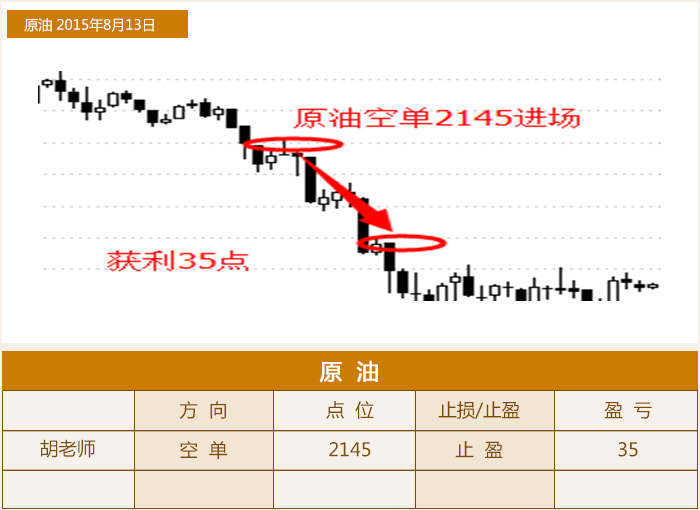 原油 2015年8月13日
原油空单2145进场
获利35点
原 油
方 向 点 位 止损/止盈 盈 亏
胡老师 空 单 2145 止 盈 35